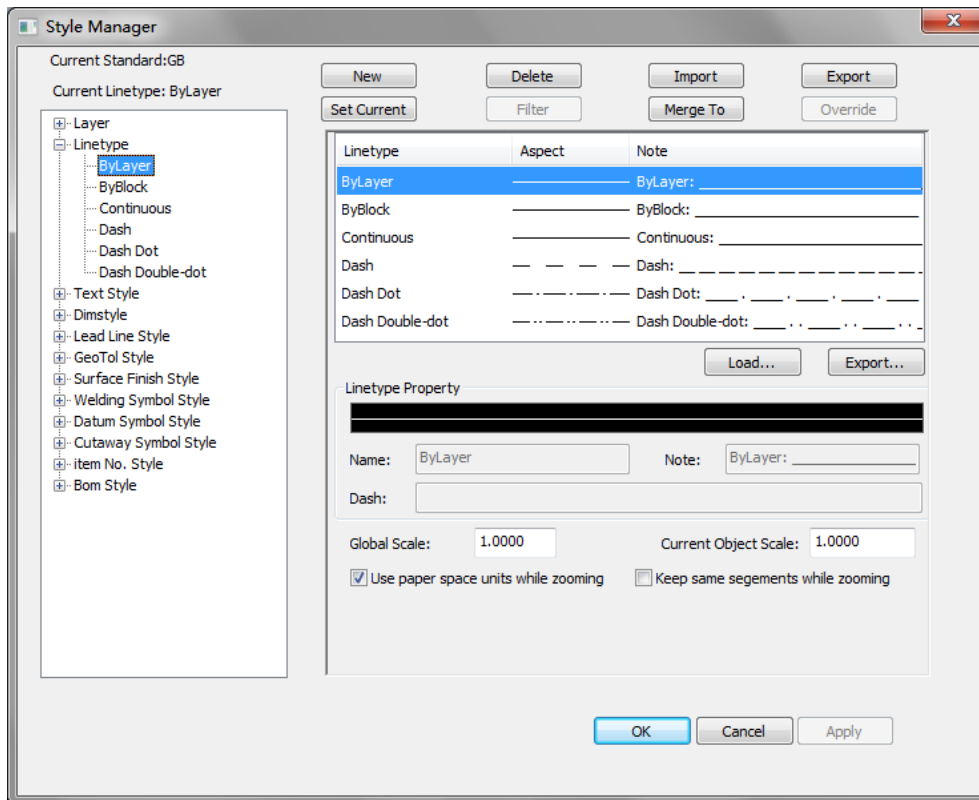 Style Manager
Current Standard:GB
Current Linetype: ByLayer
New Delete Import Export
Set Current Filter Merge To Override
Layer
Linetype
ByLayer
ByBlock
Continuous
Dash
Dash Dot
Dash Double-dot
Text Style
Dimstyle
Lead Line Style
GeoTol Style
Surface Finish Style
Welding Symbol Style
Datum Symbol Style
Cutaway Symbol Style
item No. Style
Bom Style
Linetype Aspect Note
ByLayer ByLayer:
ByBlock ByBlock:
Continuous Continuous:
Dash Dash:
Dash Dot Dash Dot:
Dash Double-dot Dash Double-dot:
Load... Export...
Linetype Property
Name: ByLayer Note: ByLayer:
Dash:
Global Scale: 1.0000 Current Object Scale: 1.0000
Use paper space units while zooming Keep same segements while zooming
OK Cancel Apply